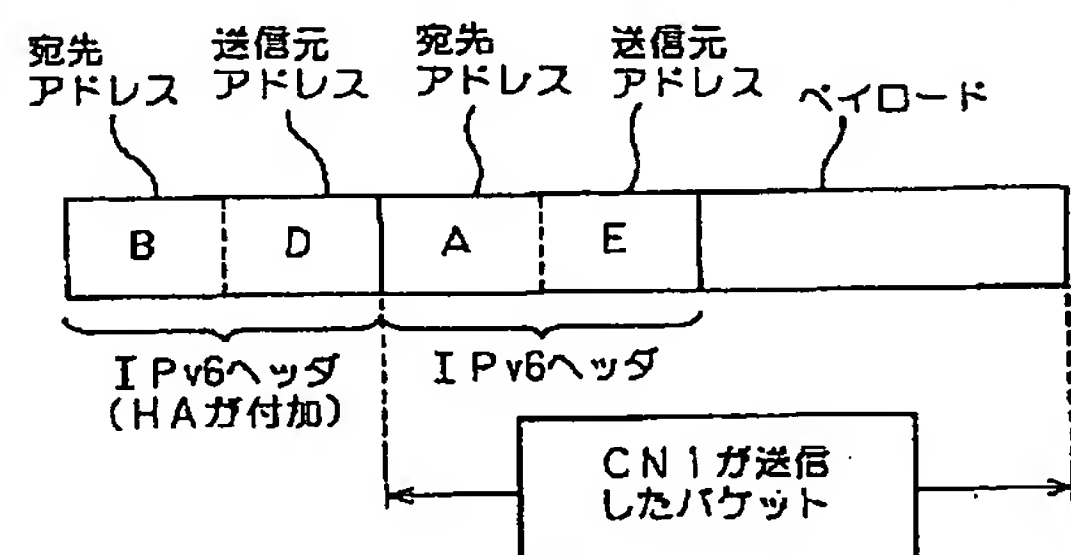 宛先
アドレス
送信元
アドレス
宛先
アドレス
送信元
アドレス
ペイロード
B
D
A
E
IPv6ヘッダ
(HAが付加)
IPv6ヘッダ
CN1が送信
したパケット